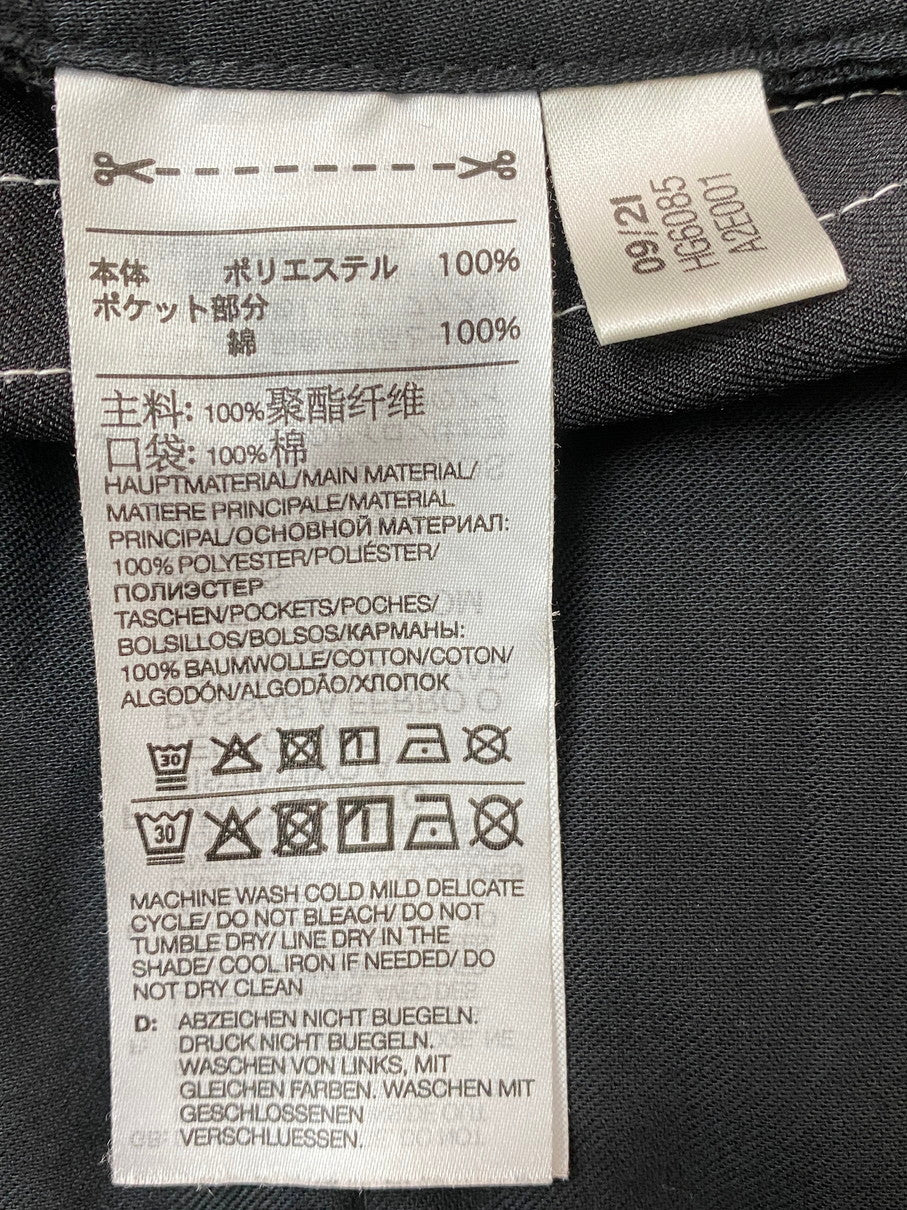 本体 ポリエステル 100%
ポケット部分
綿 100%
主料: 100%聚酯纤维
口袋: 100%棉
HAUPTMATERIAL/MAIN MATERIAL/
MATIERE PRINCIPALE/MATERIAL
PRINCIPAL/ОСНОВНОЙ МАТЕРИАЛ:
100% POLYESTER/POLIÉSTER/
ПОЛИЭСТЕР
TASCHEN/POCKETS/POCHES/
BOLSILLOS/BOLSOS/КАРМАНЫ:
100% BAUMWOLLE/COTTON/COTON/
ALGODÓN/ALGODÃO/ХЛОПОК
30
30
MACHINE WASH COLD MILD DELICATE
CYCLE/ DO NOT BLEACH/ DO NOT
TUMBLE DRY/ LINE DRY IN THE
SHADE/ COOL IRON IF NEEDED/ DO
NOT DRY CLEAN
D: ABZEICHEN NICHT BUEGELN.
DRUCK NICHT BUEGELN.
WASCHEN VON LINKS, MIT
GLEICHEN FARBEN. WASCHEN MIT
GESCHLOSSENEN
VERSCHLUESSEN.
09/21
HG6085
A2E001